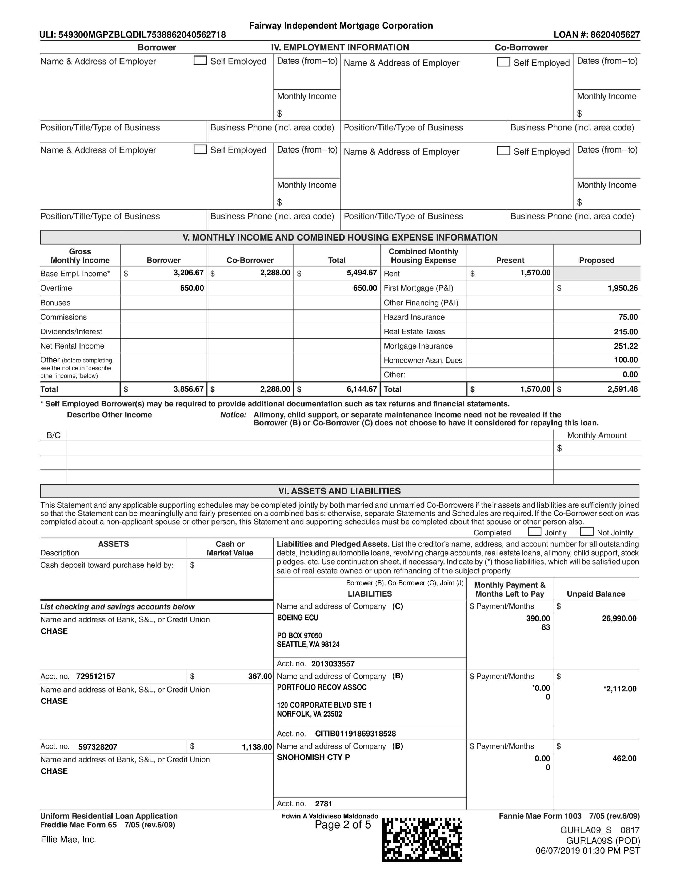 Fairway Independent Mortgage Corporation
ULI: 549300MGPZBLQDIL7538862040562718 LOAN #: 8620405627
Borrower IV. EMPLOYMENT INFORMATION Co-Borrower
Name & Address of Employer Self Employed Dates (from–to) Name & Address of Employer Self Employed Dates (from–to)
Monthly Income Monthly Income
$ $
Position/Title/Type of Business Business Phone (incl. area code) Position/Title/Type of Business Business Phone (incl. area code)
Name & Address of Employer Self Employed Dates (from–to) Name & Address of Employer Self Employed Dates (from–to)
Monthly Income Monthly Income
$ $
Position/Title/Type of Business Business Phone (incl. area code) Position/Title/Type of Business Business Phone (incl. area code)
V. MONTHLY INCOME AND COMBINED HOUSING EXPENSE INFORMATION
Gross Monthly Income Borrower Co-Borrower Total Combined Monthly Housing Expense Present Proposed
Base Empl. Income* $ 3,206.67 $ 2,288.00 $ 5,494.67 Rent $ 1,570.00
Overtime 650.00 650.00 First Mortgage (P&I) $ 1,950.26
Bonuses Other Financing (P&I)
Commissions Hazard Insurance 75.00
Dividends/Interest Real Estate Taxes 215.00
Net Rental Income Mortgage Insurance 251.22
Other (before completing, see the notice in "describe other income," below) Homeowner Assn. Dues 100.00
Other: 0.00
Total $ 3,856.67 $ 2,288.00 $ 6,144.67 Total $ 1,570.00 $ 2,591.48
* Self Employed Borrower(s) may be required to provide additional documentation such as tax returns and financial statements.
Describe Other Income Notice: Alimony, child support, or separate maintenance income need not be revealed if the
Borrower (B) or Co-Borrower (C) does not choose to have it considered for repaying this loan.
B/C Monthly Amount
$
VI. ASSETS AND LIABILITIES
This Statement and any applicable supporting schedules may be completed jointly by both married and unmarried Co-Borrowers if their assets and liabilities are sufficiently joined
so that the Statement can be meaningfully and fairly presented on a combined basis; otherwise, separate Statements and Schedules are required. If the Co-Borrower section was
completed about a non-applicant spouse or other person, this Statement and supporting schedules must be completed about that spouse or other person also.
Completed Jointly Not Jointly
ASSETS Cash or Market Value
Description
Cash deposit toward purchase held by: $
Liabilities and Pledged Assets. List the creditor's name, address, and account number for all outstanding
debts, including automobile loans, revolving charge accounts, real estate loans, alimony, child support, stock
pledges, etc. Use continuation sheet, if necessary. Indicate by (*) those liabilities, which will be satisfied upon
sale of real estate owned or upon refinancing of the subject property.
Borrower (B), Co-Borrower (C), Joint (J)
LIABILITIES Monthly Payment & Months Left to Pay Unpaid Balance
List checking and savings accounts below Name and address of Company (C) $ Payment/Months $
Name and address of Bank, S&L, or Credit Union BOEING ECU 390.00 26,990.00
CHASE 83
PO BOX 97050
SEATTLE, WA 98124
Acct. no. 2013033557
Acc. no. 729512157 $ 367.00 Name and address of Company (B) $ Payment/Months $
Name and address of Bank, S&L, or Credit Union PORTFOLIO RECOV ASSOC *0.00 *2,112.00
CHASE 0
120 CORPORATE BLVD STE 1
NORFOLK, VA 23502
Acct. no. CITIB01191869318528
Acc. no. 597328207 $ 1,138.00 Name and address of Company (B) $ Payment/Months $
Name and address of Bank, S&L, or Credit Union SNOHOMISH CTY P 0.00 462.00
CHASE 0
Acct. no. 2781
Uniform Residential Loan Application Edwin A Valdivieso Maldonado Fannie Mae Form 1003 7/05 (rev.6/09)
Freddie Mac Form 65 7/05 (rev.6/09) Page 2 of 5
Ellie Mae, Inc. GURLA09_S 0817
GURLA09S (POD)
06/07/2019 01:30 PM PST